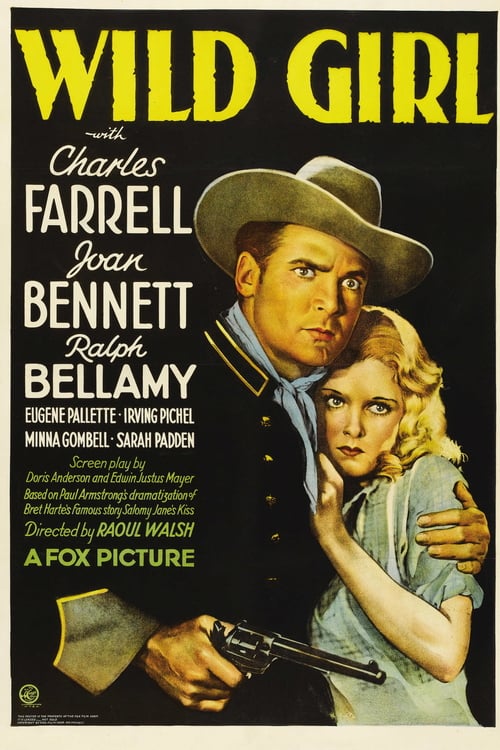 WILD GIRL
with
Charles
FARRELL
Joan
BENNETT
Ralph
BELLAMY
EUGENE PALLETTE · IRVING PICHEL
MINNA GOMBELL · SARAH PADDEN
Screen play by
Doris Anderson and Edwin Justus Mayer
Based on Paul Armstrong's dramatization of
Bret Harte's Famous story Salomy Jane's Kiss
Directed by RAOUL WALSH
A FOX PICTURE